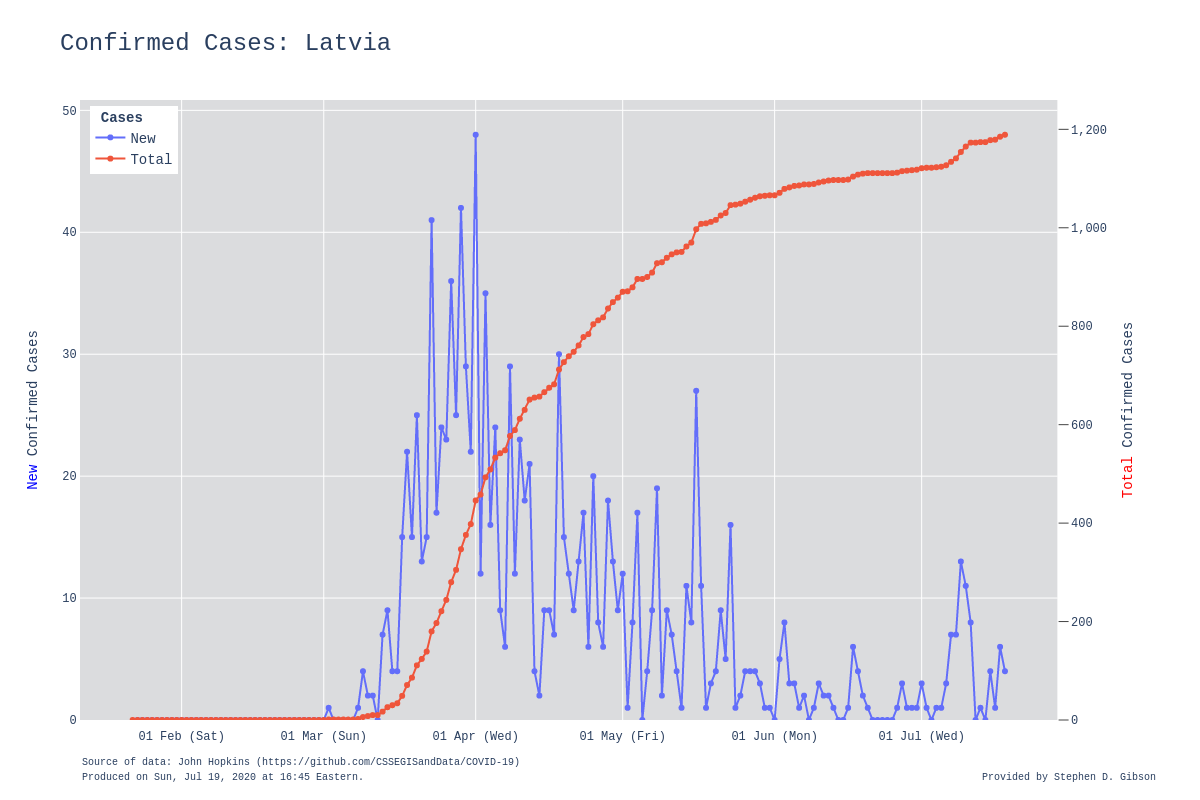 Confirmed Cases: Latvia
Cases
New
Total
50
40
30
20
10
0
New Confirmed Cases
1,200
1,000
800
600
400
200
0
Total Confirmed Cases
01 Feb (Sat) 01 Mar (Sun) 01 Apr (Wed) 01 May (Fri) 01 Jun (Mon) 01 Jul (Wed)
Source of data: John Hopkins (https://github.com/CSSEGISandData/COVID-19)
Produced on Sun, Jul 19, 2020 at 16:45 Eastern.
Provided by Stephen D. Gibson